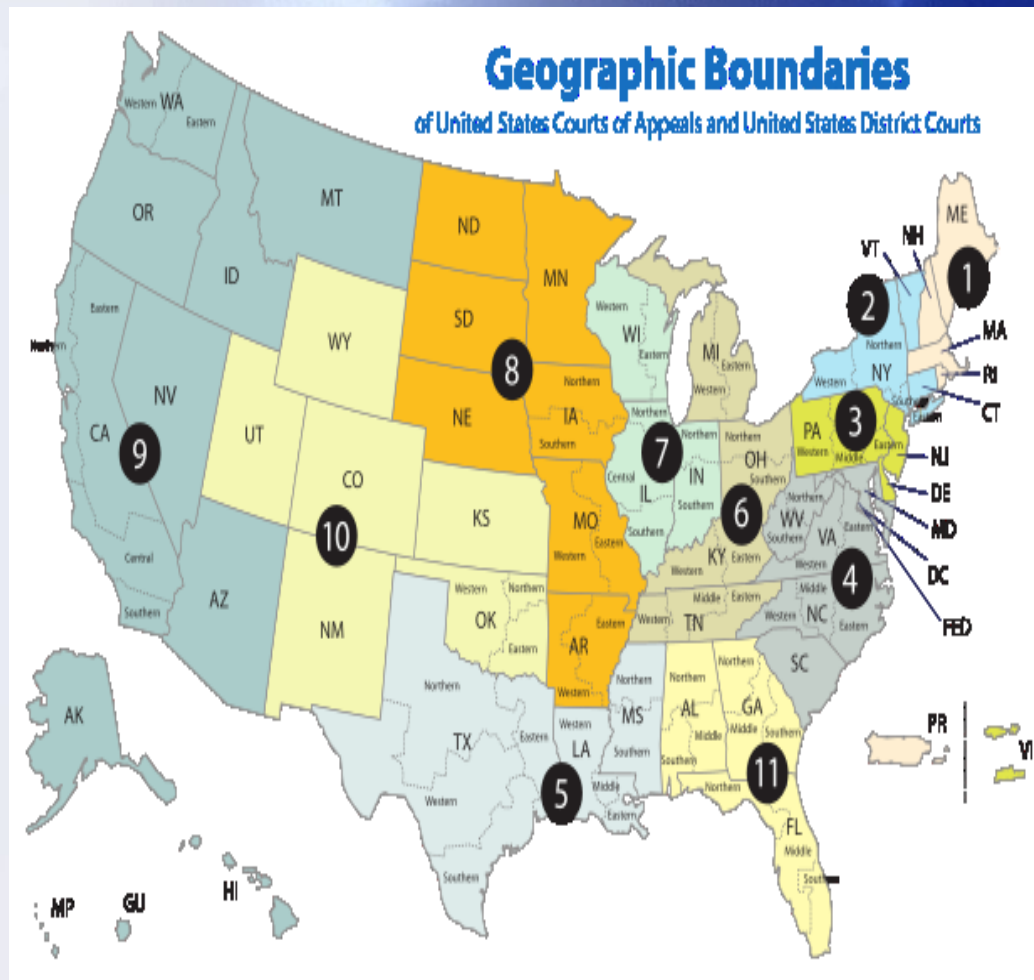 Geographic Boundaries
of United States Courts of Appeals and United States District Courts
Western WA
Eastern
OR
ID
MT
Eastern
NV
CA
9
Central
Southern
AZ
WY
UT
CO
10
NM
ND
SD
NE
8
MN
Northern
IA
Southern
MO
Western
Eastern
AR
Eastern
Western
KS
Western
Northern
OK
Eastern
Northern
TX
Eastern
Western
Southern
Western
LA
Middle
Eastern
5
Northern
MS
Southern
Western
WI
Eastern
Northern
7
Central
IL
Southern
Northern
IN
Southern
MI
Eastern
Western
Northern
OH
Southern
6
KY
Western
Eastern
Western
TN
Middle
Eastern
Northern
AL
Middle
Southern
Northern
GA
Middle
Southern
11
Northern
FL
Middle
ME
1
NH
VT
2
Northern
Western
NY
MA
RI
CT
PA
3
Western
Middle
Eastern
NJ
DE
MD
DC
FED
Northern
WV
Southern
VA
Eastern
Western
4
Western
Middle
NC
Eastern
SC
PR
VI
AK
HI
GU
MP